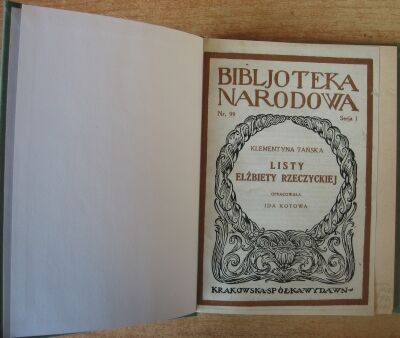 BIBLJOTEKA
NARODOWA
Nr. 99 Serja I
KLEMENTYNA TAŃSKA
LISTY
ELŻBIETY RZECZYCKIEJ
OPRACOWAŁA
IDA KOTOWA
KRAKOWSKA·SPÓŁKA·WYDAWN